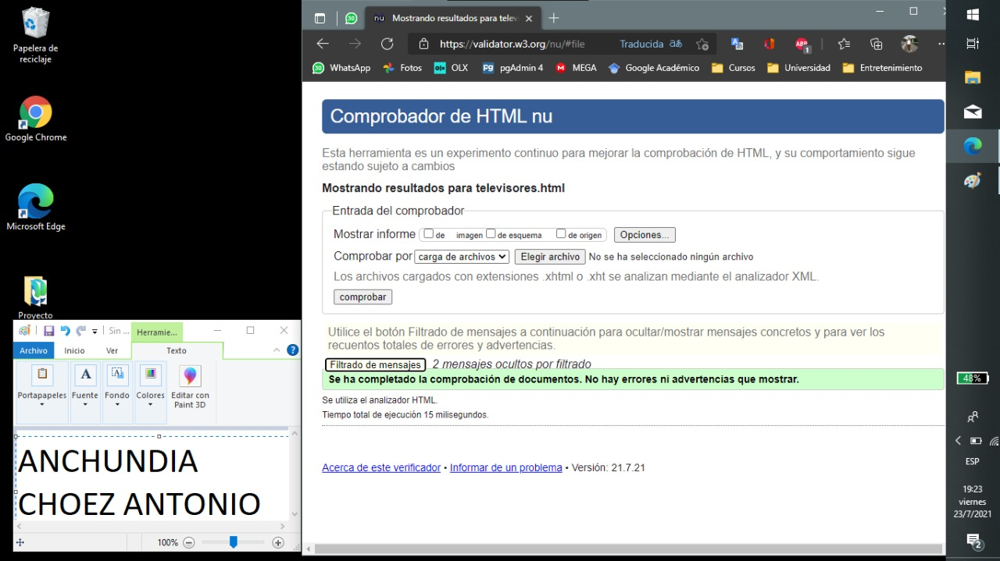 Papelera de
reciclaje
Google Chrome
Microsoft Edge
Proyecto
Sin ...
Herramie...
Archivo
Inicio
Ver
Texto
Portapapeles
Fuente
Fondo
Colores
Editar con
Paint 3D
ANCHUNDIA
CHOEZ ANTONIO
100%
30
nu
Mostrando resultados para telev
https://validator.w3.org/nu/#file
Traducida
ABP
1
30 WhatsApp
Fotos
OLX
pgAdmin 4
MEGA
Google Académico
Cursos
Universidad
Entretenimiento
Comprobador de HTML nu
Esta herramienta es un experimento continuo para mejorar la comprobación de HTML, y su comportamiento sigue
estando sujeto a cambios
Mostrando resultados para televisores.html
Entrada del comprobador
Mostrar informe de imagen de esquema de origen Opciones...
Comprobar por carga de archivos Elegir archivo No se ha seleccionado ningún archivo
Los archivos cargados con extensiones .xhtml o .xht se analizan mediante el analizador XML.
comprobar
Utilice el botón Filtrado de mensajes a continuación para ocultar/mostrar mensajes concretos y para ver los
recuentos totales de errores y advertencias.
Filtrado de mensajes 2 mensajes ocultos por filtrado
Se ha completado la comprobación de documentos. No hay errores ni advertencias que mostrar.
Se utiliza el analizador HTML.
Tiempo total de ejecución 15 milisegundos.
Acerca de este verificador • Informar de un problema • Versión: 21.7.21
48%
ESP
19:23
viernes
23/7/2021
2